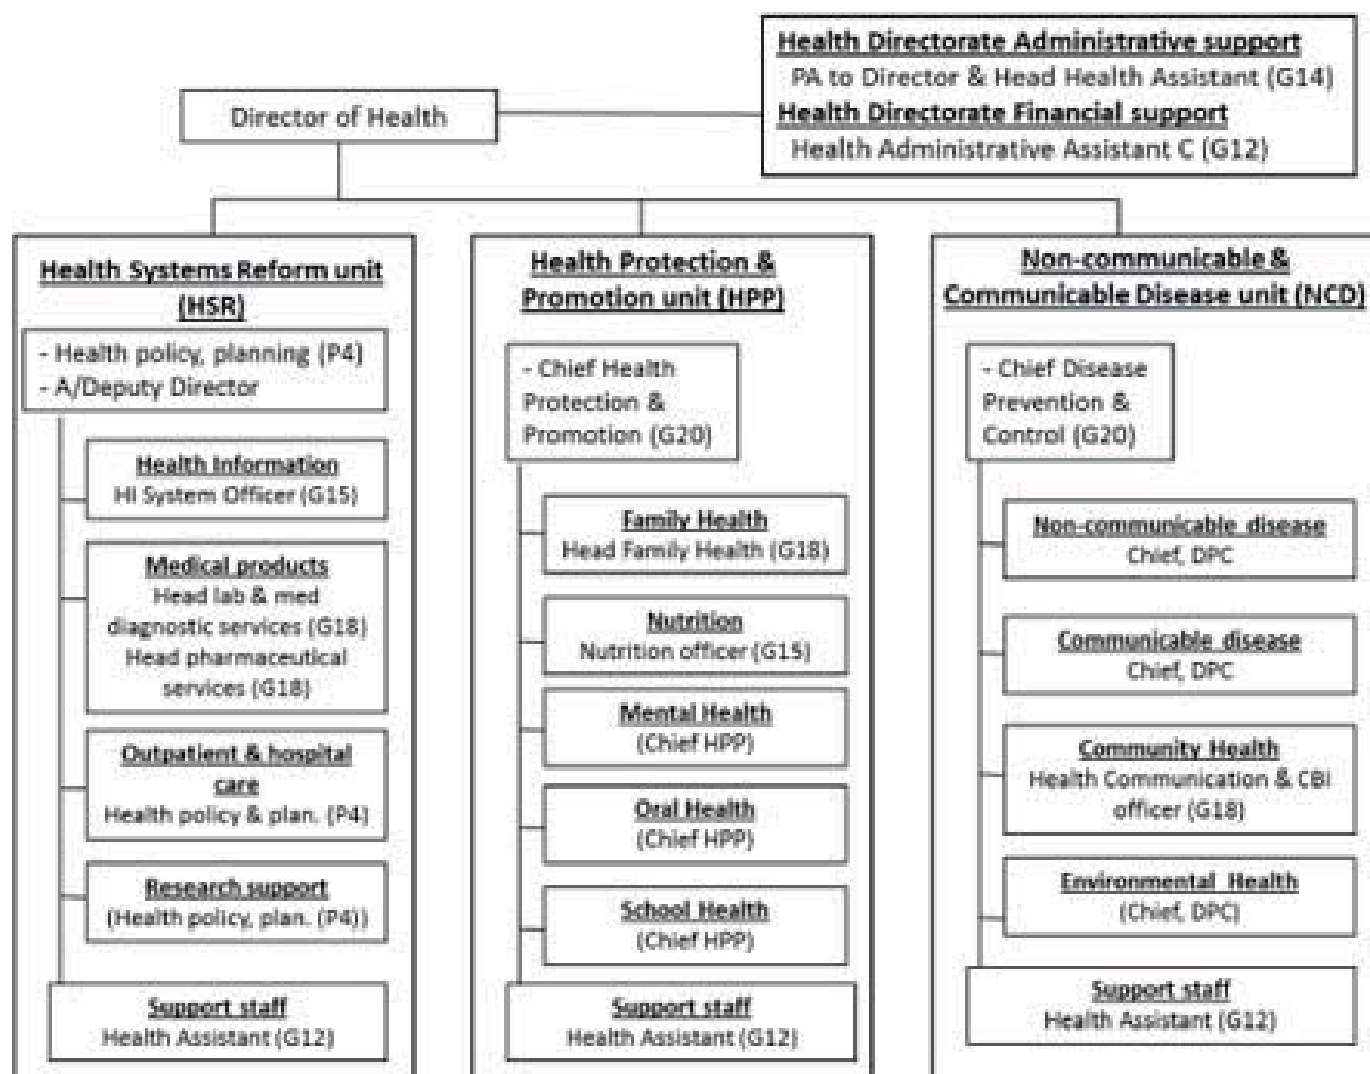 Health Directorate Administrative support
PA to Director & Head Health Assistant (G14)
Health Directorate Financial support
Health Administrative Assistant C (G12)
Director of Health
Health Systems Reform unit
(HSR)
- Health policy, planning (P4)
- A/Deputy Director
Health Information
HI System Officer (G15)
Medical products
Head lab & med
diagnostic services (G18)
Head pharmaceutical
services (G18)
Outpatient & hospital
care
Health policy & plan. (P4)
Research support
(Health policy, plan. (P4))
Support staff
Health Assistant (G12)
Health Protection &
Promotion unit (HPP)
- Chief Health
Protection &
Promotion (G20)
Family Health
Head Family Health (G18)
Nutrition
Nutrition officer (G15)
Mental Health
(Chief HPP)
Oral Health
(Chief HPP)
School Health
(Chief HPP)
Support staff
Health Assistant (G12)
Non-communicable &
Communicable Disease unit (NCD)
- Chief Disease
Prevention &
Control (G20)
Non-communicable disease
Chief, DPC
Communicable disease
Chief, DPC
Community Health
Health Communication & CBI
officer (G18)
Environmental Health
(Chief, DPC)
Support staff
Health Assistant (G12)